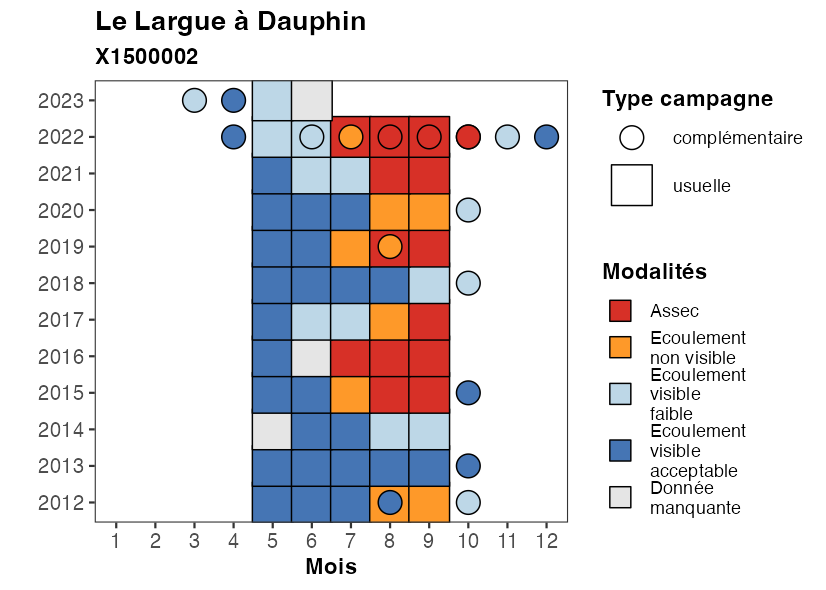 Le Largue à Dauphin
X1500002
2023
2022
2021
2020
2019
2018
2017
2016
2015
2014
2013
2012
1 2 3 4 5 6 7 8 9 10 11 12
Mois
Type campagne
complémentaire
usuelle
Modalités
Assec
Ecoulement
non visible
Ecoulement
visible
faible
Ecoulement
visible
acceptable
Donnée
manquante